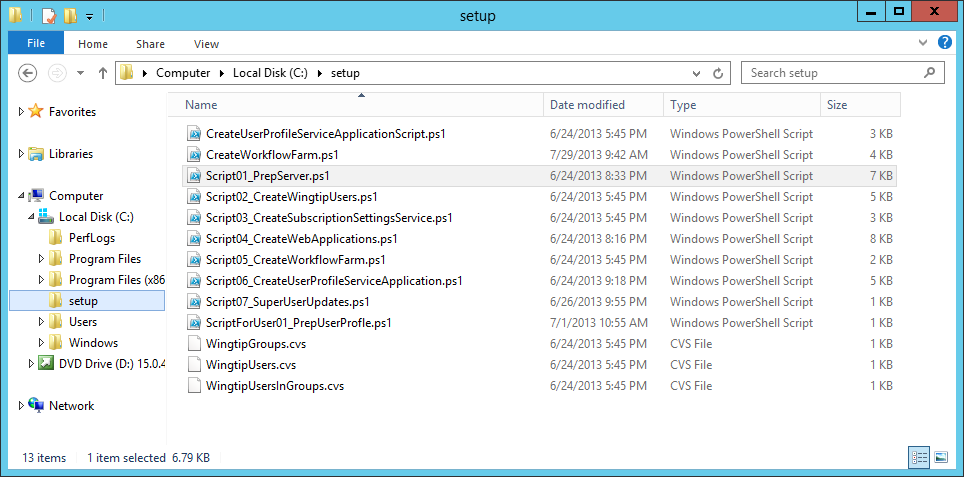 setup
File Home Share View
Computer Local Disk (C:) setup Search setup
Name Date modified Type Size
Favorites
Libraries
Computer
Local Disk (C:)
PerfLogs
Program Files
Program Files (x86
setup
Users
Windows
DVD Drive (D:) 15.0.4
Network
CreateUserProfileServiceApplicationScript.ps1 6/24/2013 5:45 PM Windows PowerShell Script 3 KB
CreateWorkflowFarm.ps1 7/29/2013 9:42 AM Windows PowerShell Script 4 KB
Script01_PrepServer.ps1 6/24/2013 8:33 PM Windows PowerShell Script 7 KB
Script02_CreateWingtipUsers.ps1 6/24/2013 5:45 PM Windows PowerShell Script 5 KB
Script03_CreateSubscriptionSettingsService.ps1 6/24/2013 5:45 PM Windows PowerShell Script 3 KB
Script04_CreateWebApplications.ps1 6/24/2013 8:16 PM Windows PowerShell Script 8 KB
Script05_CreateWorkflowFarm.ps1 6/24/2013 5:45 PM Windows PowerShell Script 2 KB
Script06_CreateUserProfileServiceApplication.ps1 6/24/2013 9:18 PM Windows PowerShell Script 5 KB
Script07_SuperUserUpdates.ps1 6/26/2013 9:55 PM Windows PowerShell Script 1 KB
ScriptForUser01_PrepUserProfle.ps1 7/1/2013 10:55 AM Windows PowerShell Script 1 KB
WingtipGroups.cvs 6/24/2013 5:45 PM CVS File 1 KB
WingtipUsers.cvs 6/24/2013 5:45 PM CVS File 1 KB
WingtipUsersInGroups.cvs 6/24/2013 5:45 PM CVS File 1 KB
13 items 1 item selected 6.79 KB